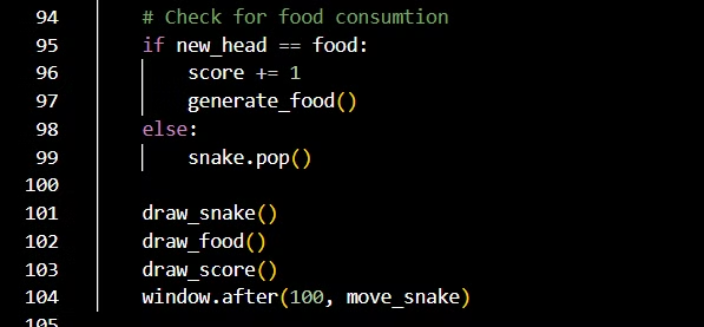 94 # Check for food consumtion
95 if new_head == food:
96 score += 1
97 generate_food()
98 else:
99 snake.pop()
100
101 draw_snake()
102 draw_food()
103 draw_score()
104 window.after(100, move_snake)
105